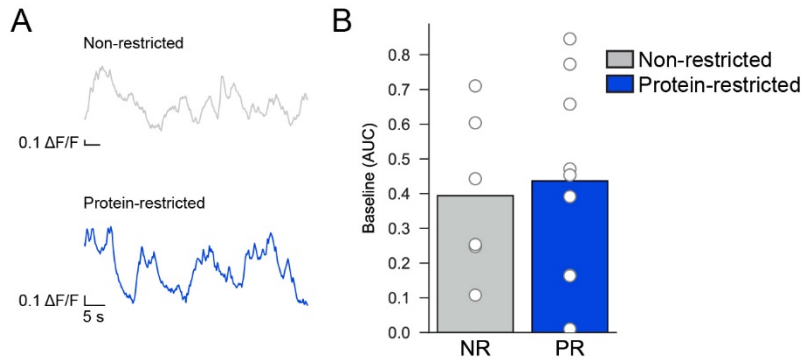 A
Non-restricted
0.1 ΔF/F
Protein-restricted
0.1 ΔF/F
5 s
B
Baseline (AUC)
0.8
0.7
0.6
0.5
0.4
0.3
0.2
0.1
0.0
NR PR
Non-restricted
Protein-restricted